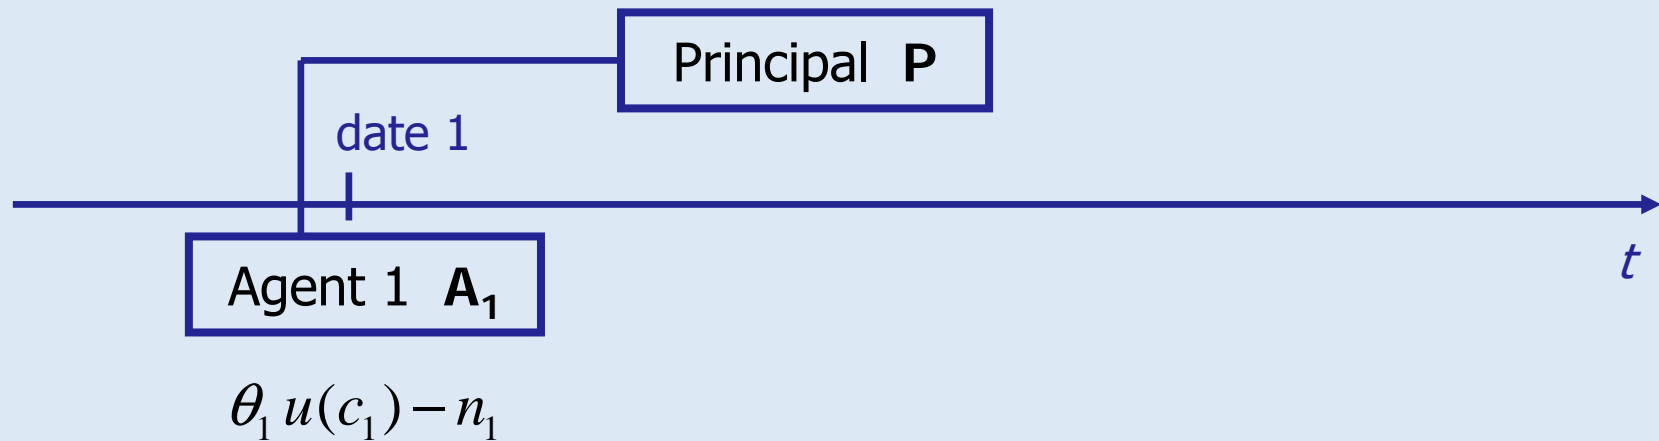 Principal P
date 1
t
Agent 1 A₁
θ₁ u(c₁) − n₁